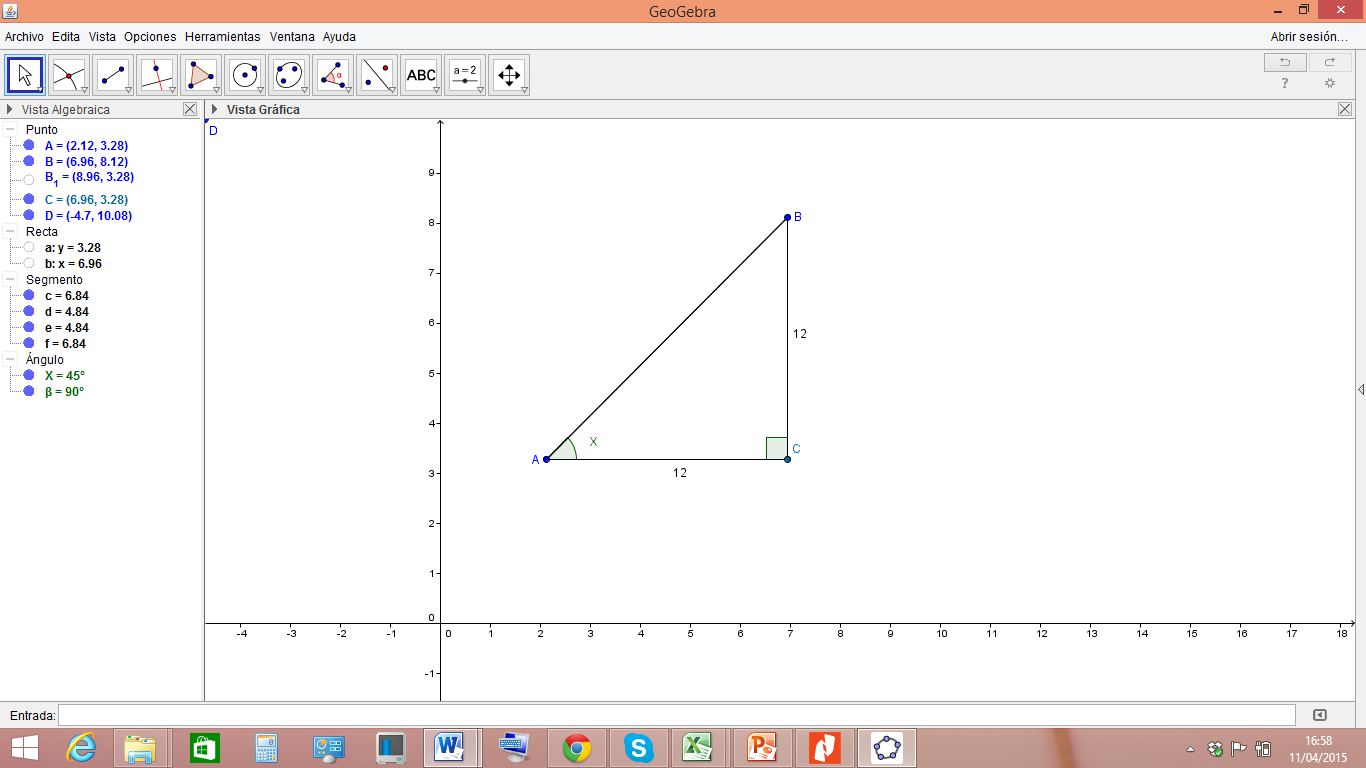 GeoGebra
Archivo Edita Vista Opciones Herramientas Ventana Ayuda Abrir sesión...
ABC a = 2
Vista Algebraica
Vista Gráfica
Punto
A = (2.12, 3.28)
B = (6.96, 8.12)
B1 = (8.96, 3.28)
C = (6.96, 3.28)
D = (-4.7, 10.08)
Recta
a: y = 3.28
b: x = 6.96
Segmento
c = 6.84
d = 4.84
e = 4.84
f = 6.84
Ángulo
X = 45°
β = 90°
D
9
8
7
6
5
4
3
2
1
0
-1
B
12
X
C
A
12
-4 -3 -2 -1 0 1 2 3 4 5 6 7 8 9 10 11 12 13 14 15 16 17 18
Entrada:
16:58
11/04/2015